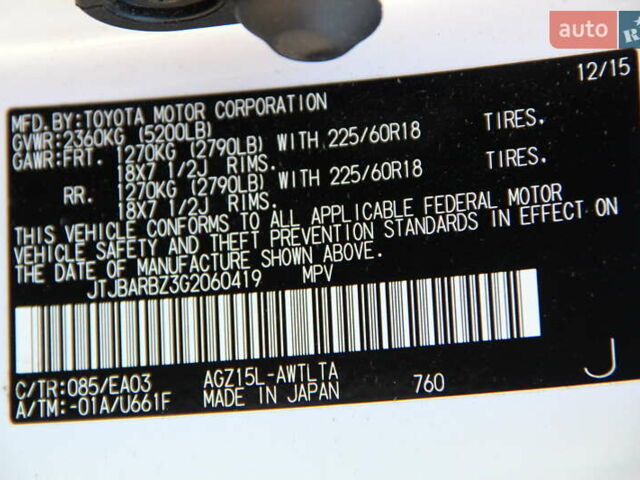 auto
R
12/15
MFD.BY:TOYOTA MOTOR CORPORATION
GVWR:2360KG (5200LB)
GAWR:FRT. 1270KG (2790LB) WITH 225/60R18 TIRES.
18X7 1/2J RIMS.
RR. 1270KG (2790LB) WITH 225/60R18 TIRES.
18X7 1/2J RIMS.
THIS VEHICLE CONFORMS TO ALL APPLICABLE FEDERAL MOTOR
VEHICLE SAFETY AND THEFT PREVENTION STANDARDS IN EFFECT ON
THE DATE OF MANUFACTURE SHOWN ABOVE.
JTJBARBZ3G2060419 MPV
C/TR:085/EA03 AGZ15L-AWTLTA J
A/TM:-01A/U661F MADE IN JAPAN 760